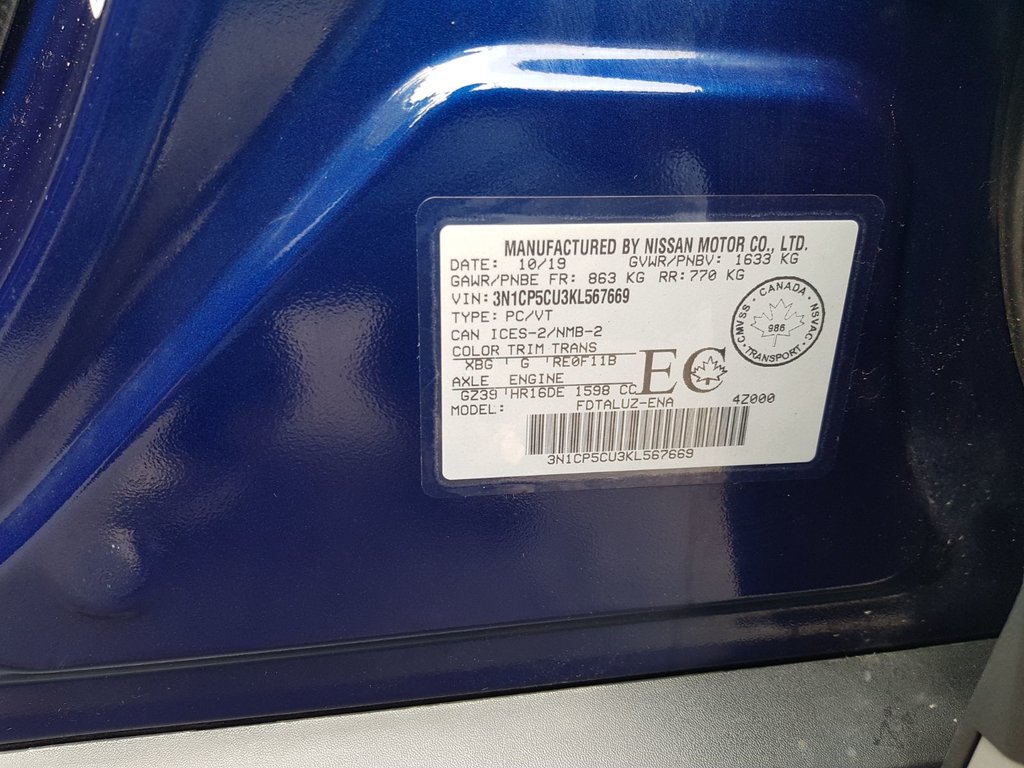 MANUFACTURED BY NISSAN MOTOR CO., LTD.
DATE: 10/19 GVWR/PNBV: 1633 KG
GAWR/PNBE FR: 863 KG RR: 770 KG
VIN: 3N1CP5CU3KL567669
TYPE: PC/VT
CAN ICES-2/NMB-2
COLOR TRIM TRANS
XBG G RE0F11B
AXLE ENGINE
GZ39 HR16DE 1598 CC
EC
MODEL: FDTALUZ-ENA 4Z000
3N1CP5CU3KL567669
CANADA
CMVSS
NSVAC
986
TRANSPORT